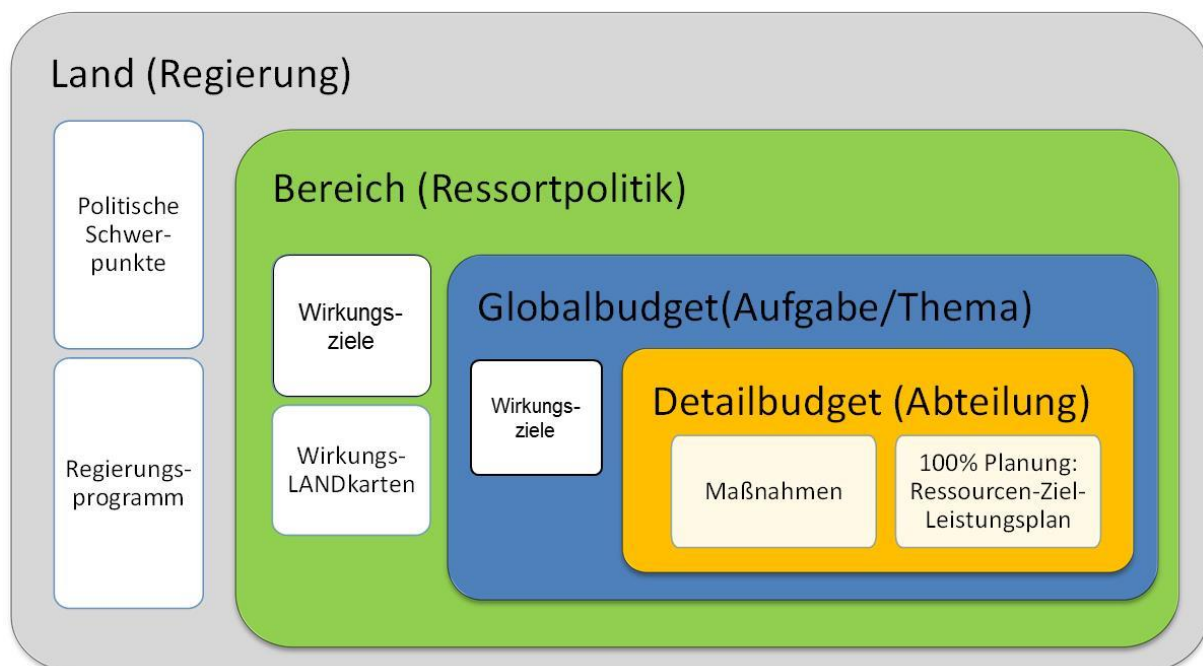 Land (Regierung)
Politische
Schwer-
punkte
Regierungs-
programm
Bereich (Ressortpolitik)
Wirkungs-
ziele
Wirkungs-
LANDkarten
Globalbudget(Aufgabe/Thema)
Wirkungs-
ziele
Detailbudget (Abteilung)
Maßnahmen
100% Planung:
Ressourcen-Ziel-
Leistungsplan